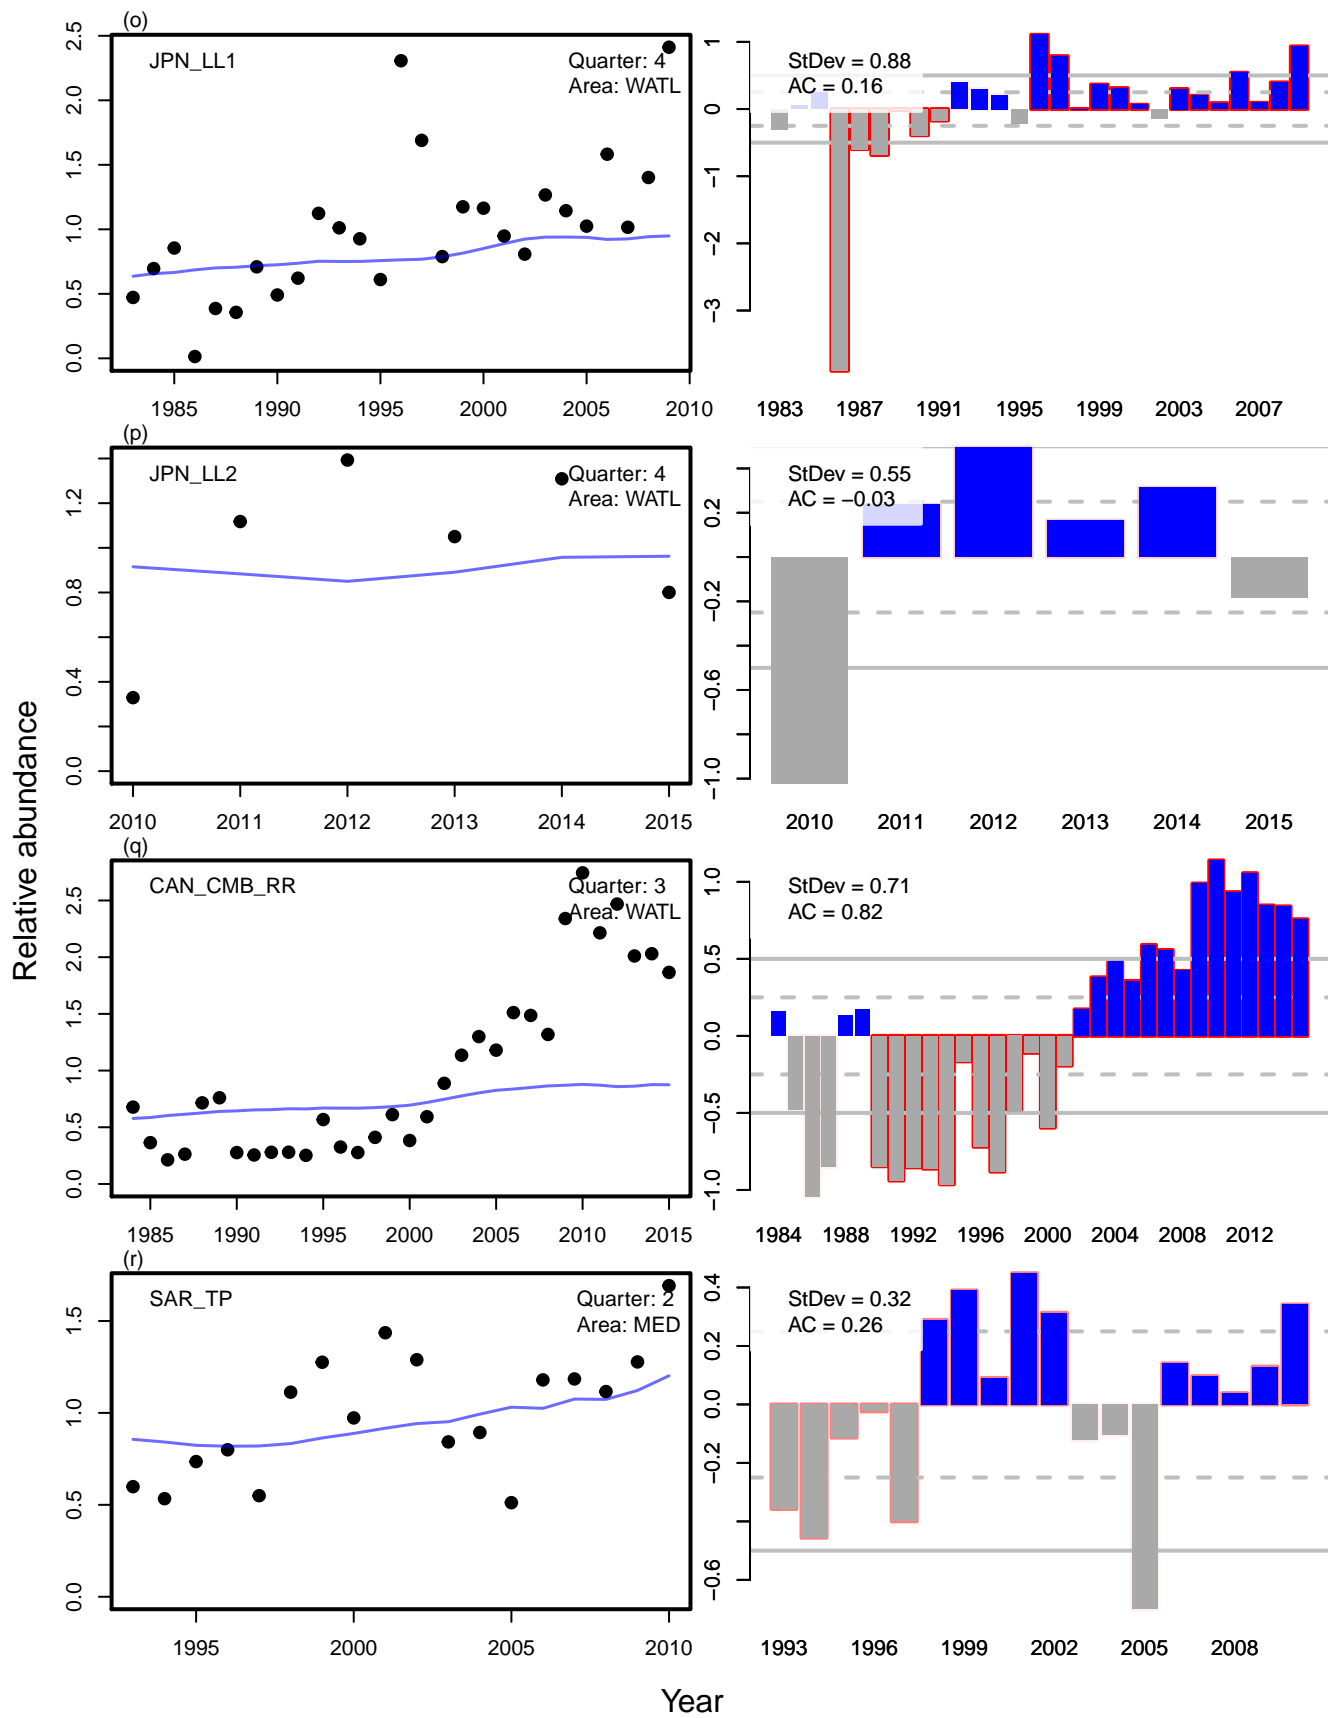 (o)
JPN_LL1
Quarter: 4
Area: WATL
0.0 0.5 1.0 1.5 2.0 2.5
1985 1990 1995 2000 2005 2010
StDev = 0.88
AC = 0.16
−3 −2 −1 0 1
1983 1987 1991 1995 1999 2003 2007
(p)
JPN_LL2
Quarter: 4
Area: WATL
0.0 0.4 0.8 1.2
2010 2011 2012 2013 2014 2015
StDev = 0.55
AC = −0.03
−1.0 −0.6 −0.2 0.2
2010 2011 2012 2013 2014 2015
(q)
CAN_CMB_RR
Quarter: 3
Area: WATL
0.0 0.5 1.0 1.5 2.0 2.5
1985 1990 1995 2000 2005 2010 2015
StDev = 0.71
AC = 0.82
−1.0 −0.5 0.0 0.5 1.0
1984 1988 1992 1996 2000 2004 2008 2012
(r)
SAR_TP
Quarter: 2
Area: MED
0.0 0.5 1.0 1.5
1995 2000 2005 2010
StDev = 0.32
AC = 0.26
−0.6 −0.2 0.0 0.2 0.4
1993 1996 1999 2002 2005 2008
Relative abundance
Year